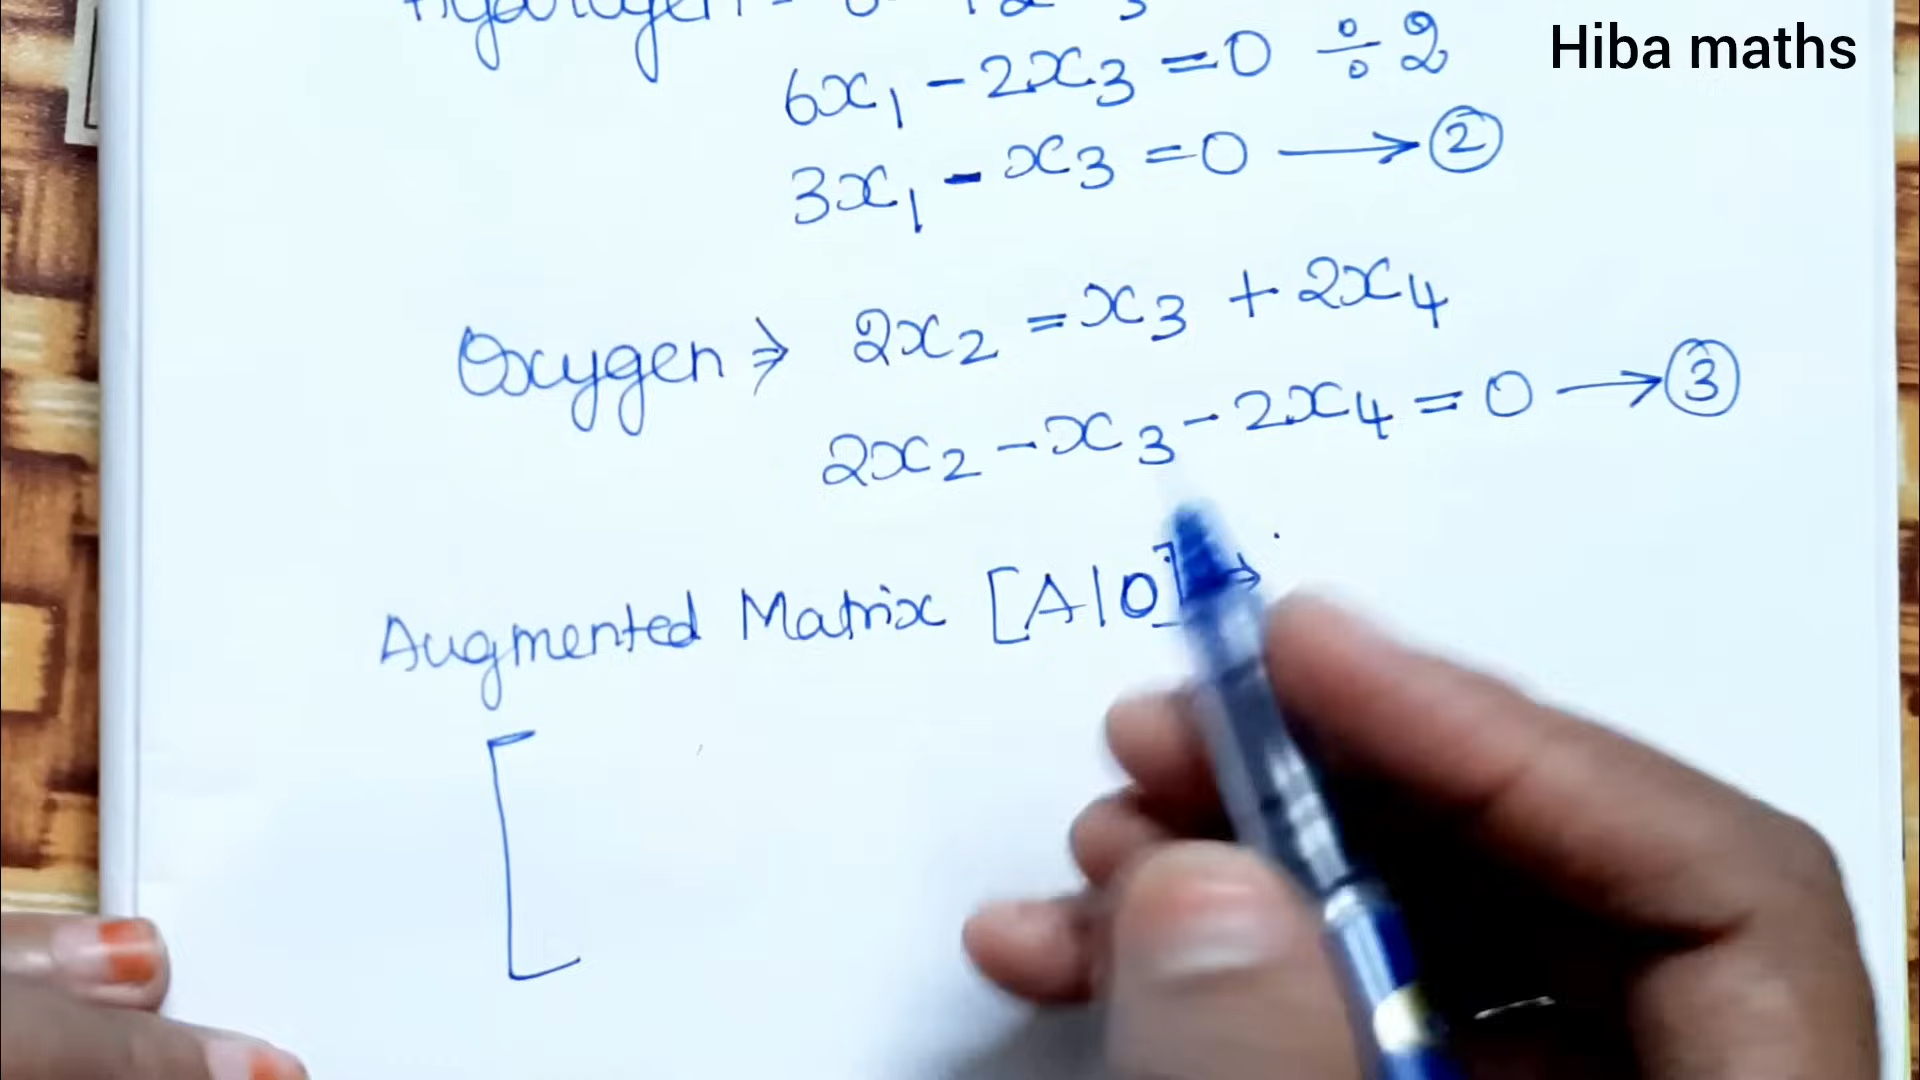 Hiba maths
6x₁ - 2x₃ = 0 ÷ 2
3x₁ - x₃ = 0 → ②
Oxygen ⇒ 2x₂ = x₃ + 2x₄
2x₂ - x₃ - 2x₄ = 0 → ③
Augmented Matrix [A|0] →
[